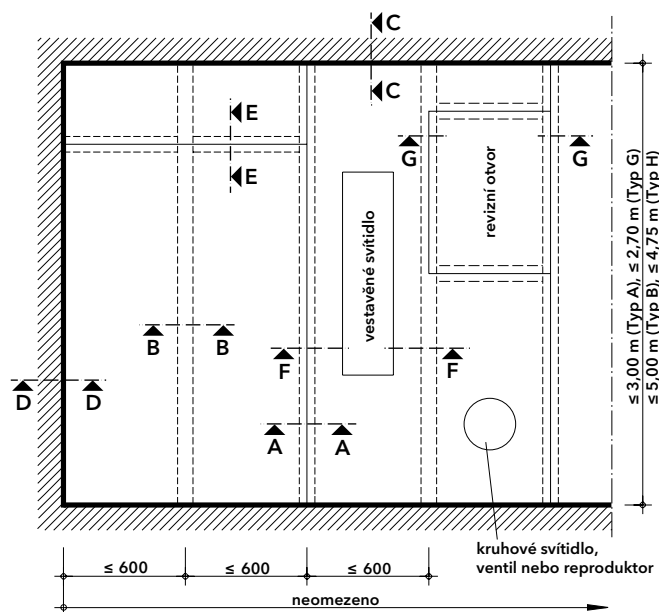 C
C
E
E
G
G
revizní otvor
vestavěné svítidlo
≤ 3,00 m (Typ A), ≤ 2,70 m (Typ G)
≤ 5,00 m (Typ B), ≤ 4,75 m (Typ H)
B
B
F
F
D
D
A
A
kruhové svítidlo,
ventil nebo reproduktor
≤ 600
≤ 600
≤ 600
neomezeno